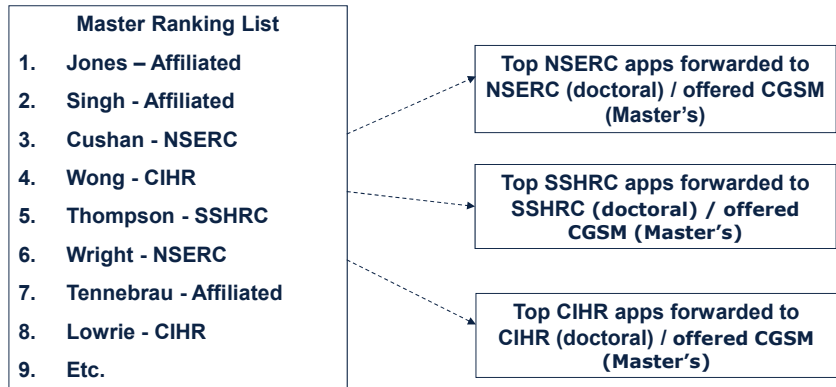 Master Ranking List
1. Jones – Affiliated
2. Singh - Affiliated
3. Cushan - NSERC
4. Wong - CIHR
5. Thompson - SSHRC
6. Wright - NSERC
7. Tennebrau - Affiliated
8. Lowrie - CIHR
9. Etc.
Top NSERC apps forwarded to
NSERC (doctoral) / offered CGSM
(Master’s)
Top SSHRC apps forwarded to
SSHRC (doctoral) / offered
CGSM (Master’s)
Top CIHR apps forwarded to
CIHR (doctoral) / offered CGSM
(Master’s)